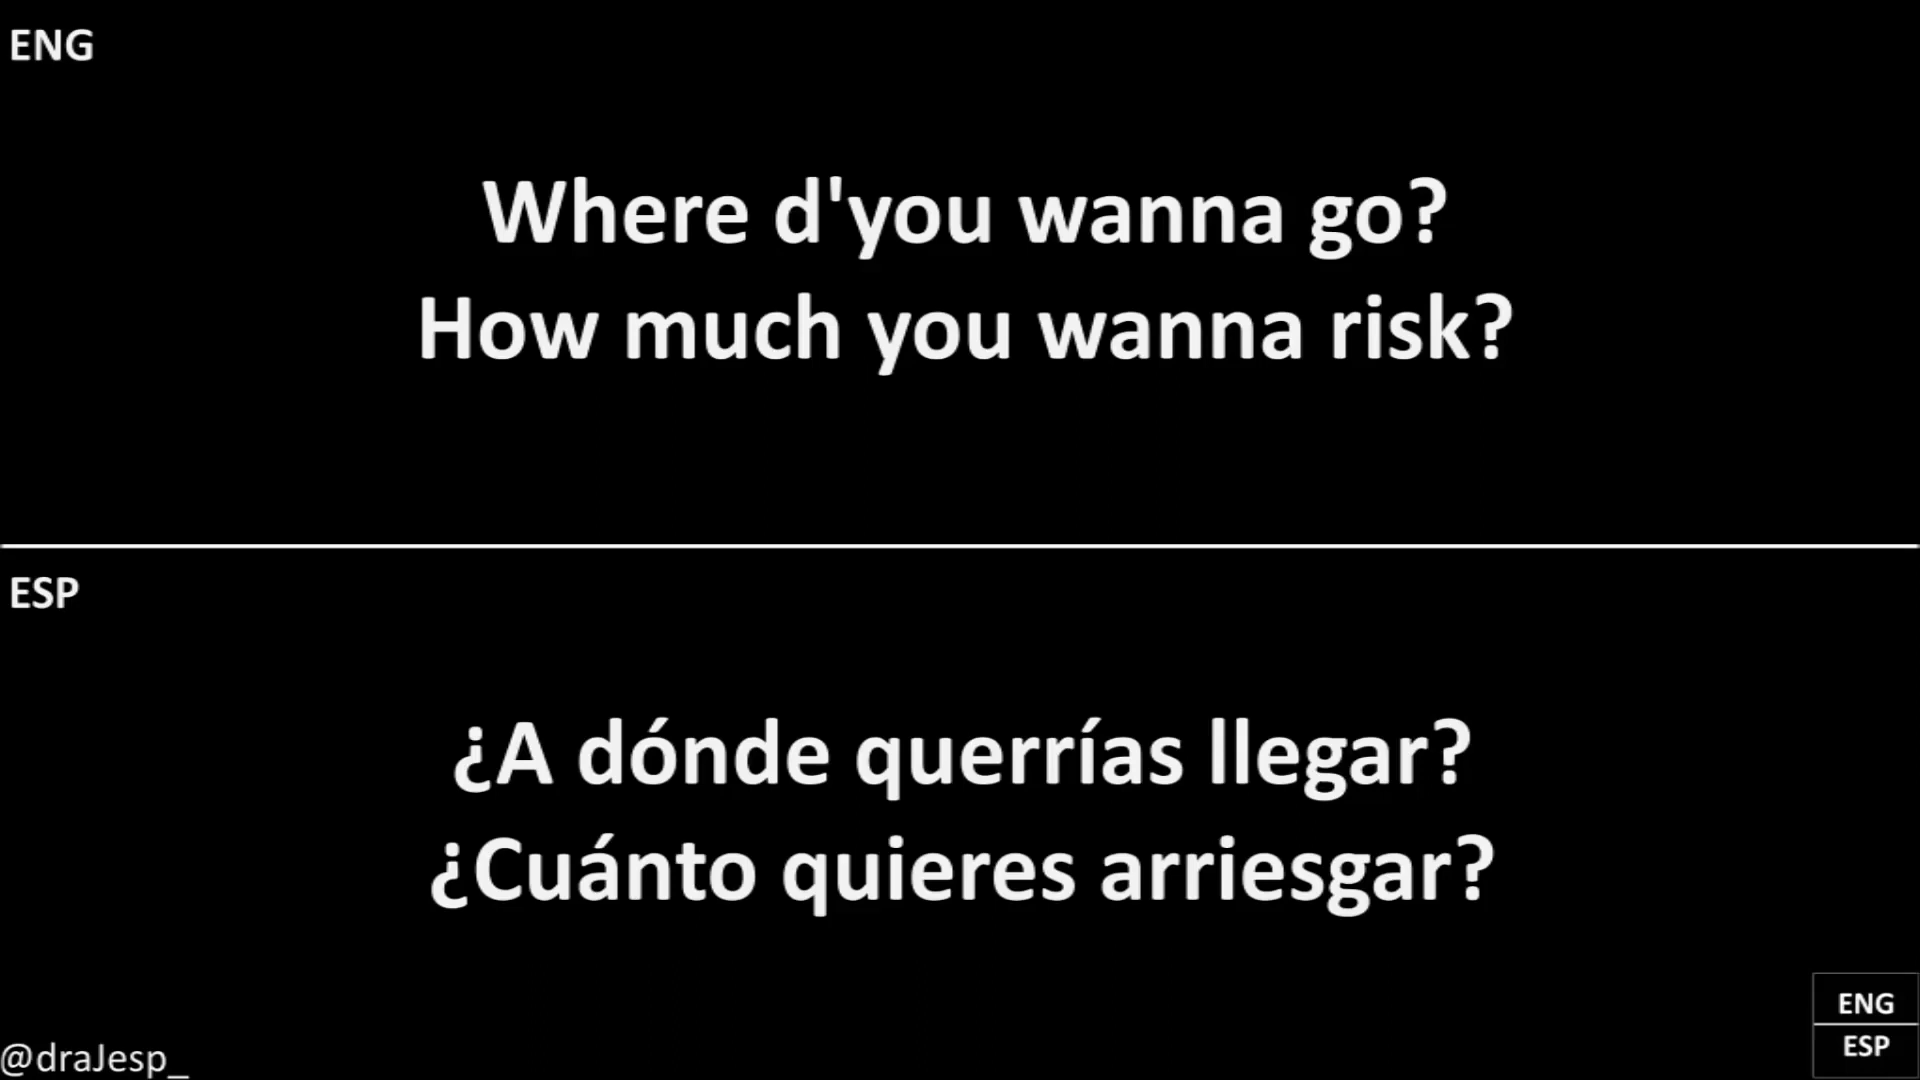 ENG
Where d'you wanna go?
How much you wanna risk?
ESP
¿A dónde querrías llegar?
¿Cuánto quieres arriesgar?
ENG
ESP
@draJesp_